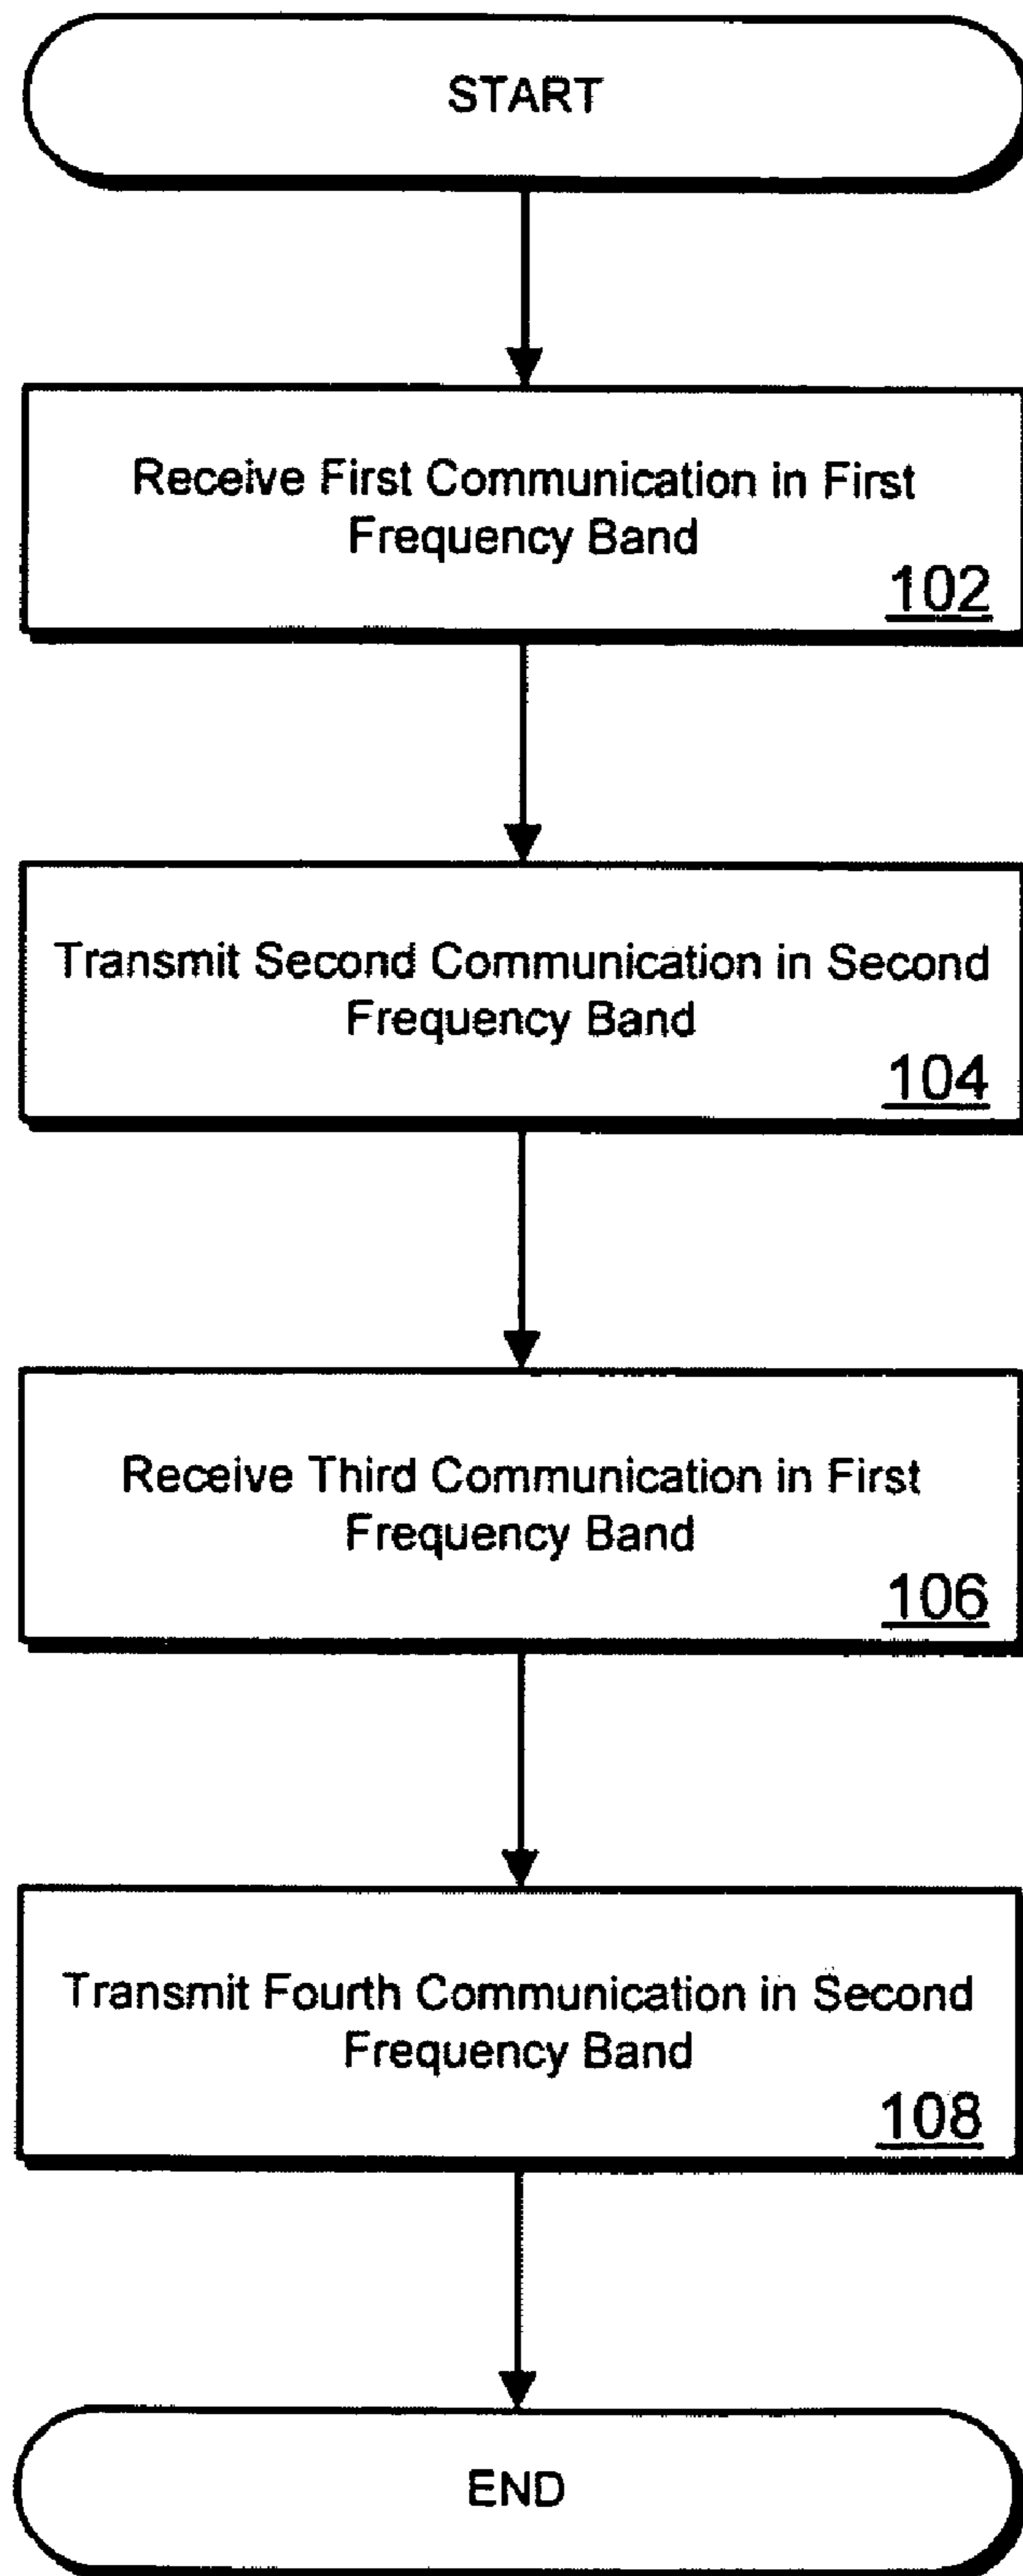 START
Receive First Communication in First
Frequency Band
102
Transmit Second Communication in Second
Frequency Band
104
Receive Third Communication in First
Frequency Band
106
Transmit Fourth Communication in Second
Frequency Band
108
END